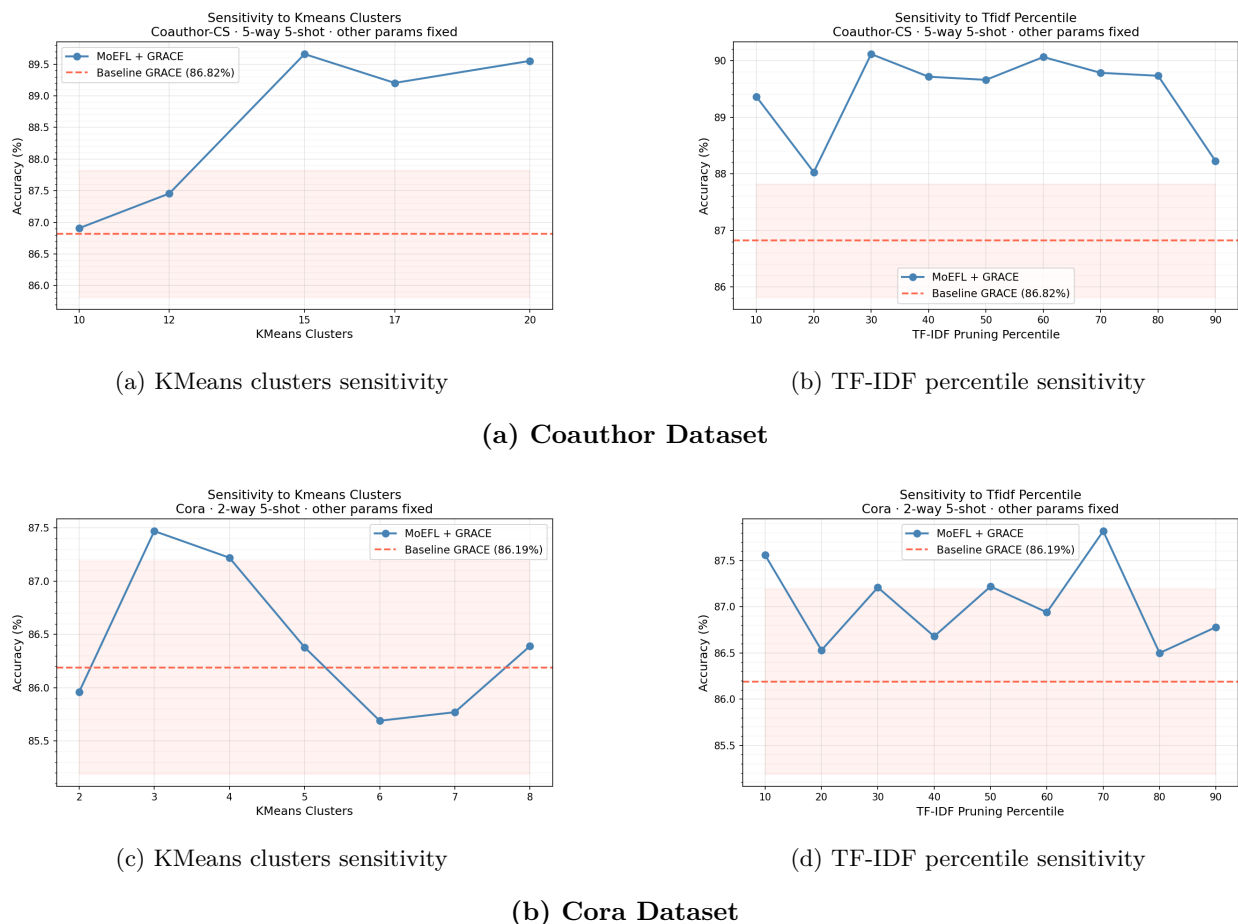 Sensitivity to Kmeans Clusters
Coauthor-CS · 5-way 5-shot · other params fixed
MoEFL + GRACE
Baseline GRACE (86.82%)
Accuracy (%)
89.5
89.0
88.5
88.0
87.5
87.0
86.5
86.0
10 12 15 17 20
KMeans Clusters
(a) KMeans clusters sensitivity
Sensitivity to Tfidf Percentile
Coauthor-CS · 5-way 5-shot · other params fixed
Accuracy (%)
90
89
88
87
86
MoEFL + GRACE
Baseline GRACE (86.82%)
10 20 30 40 50 60 70 80 90
TF-IDF Pruning Percentile
(b) TF-IDF percentile sensitivity
(a) Coauthor Dataset
Sensitivity to Kmeans Clusters
Cora · 2-way 5-shot · other params fixed
MoEFL + GRACE
Baseline GRACE (86.19%)
Accuracy (%)
87.5
87.0
86.5
86.0
85.5
2 3 4 5 6 7 8
KMeans Clusters
(c) KMeans clusters sensitivity
Sensitivity to Tfidf Percentile
Cora · 2-way 5-shot · other params fixed
MoEFL + GRACE
Baseline GRACE (86.19%)
Accuracy (%)
87.5
87.0
86.5
86.0
85.5
10 20 30 40 50 60 70 80 90
TF-IDF Pruning Percentile
(d) TF-IDF percentile sensitivity
(b) Cora Dataset